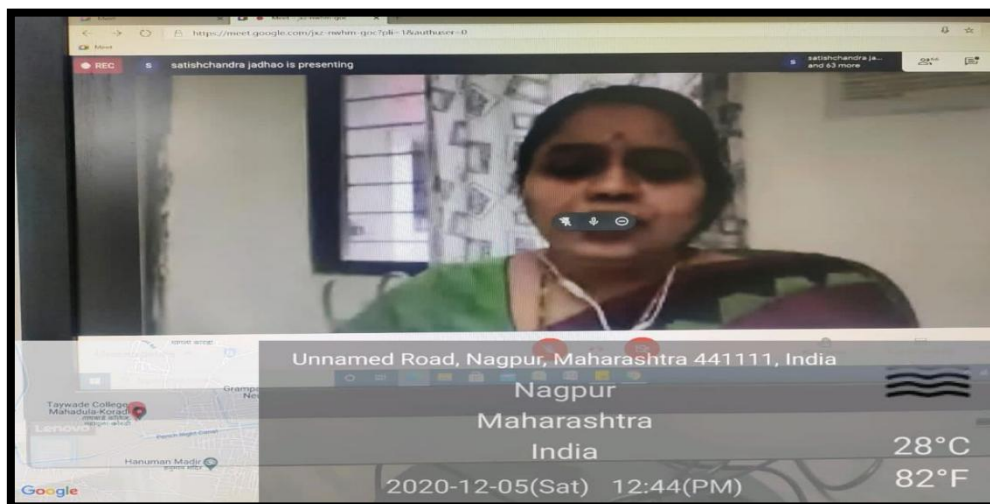 https://meet.google.com/jxz-nwhm-goc?pli=1&authuser=0
Meet
REC
S
satishchandra jadhao is presenting
S
satishchandra ja...
and 63 more
Unnamed Road, Nagpur, Maharashtra 441111, India
Nagpur
Maharashtra
India
2020-12-05(Sat) 12:44(PM)
28°C
82°F
Taywade College
Mahadula-Koradi
Lenovo
Hanuman Madir
Google